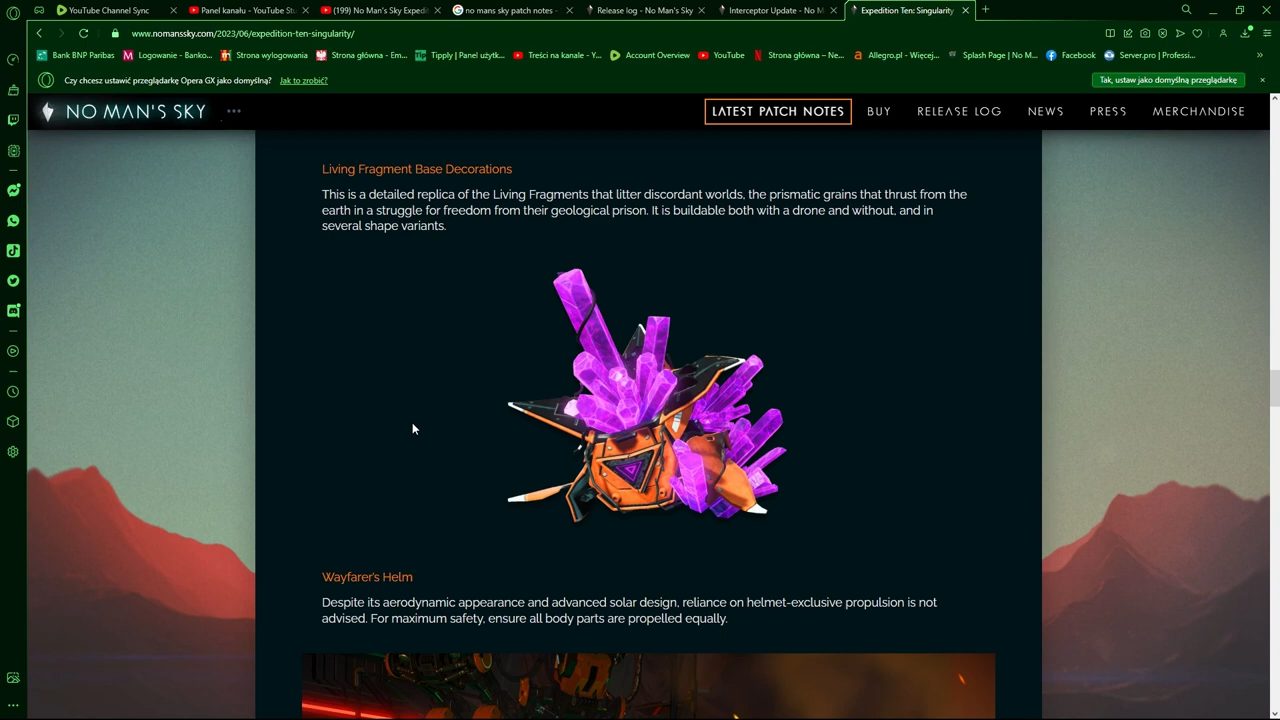 YouTube Channel Sync
Panel kanału - YouTube Stu
(199) No Man's Sky Expedi
no mans sky patch notes -
Release log - No Man's Sky
Interceptor Update - No M
Expedition Ten: Singularity
www.nomanssky.com/2023/06/expedition-ten-singularity/
Bank BNP Paribas
Logowanie - Banko...
Strona wylogowania
Strona główna - Em...
Tipply | Panel użytk...
Treści na kanale - Y...
Account Overview
YouTube
Strona główna – Ne...
Allegro.pl - Więcej,...
Splash Page | No M...
Facebook
Server.pro | Professi...
Czy chcesz ustawić przeglądarkę Opera GX jako domyślną?
Jak to zrobić?
Tak, ustaw jako domyślną przeglądarkę
NO MAN'S SKY
LATEST PATCH NOTES
BUY
RELEASE LOG
NEWS
PRESS
MERCHANDISE
Living Fragment Base Decorations
This is a detailed replica of the Living Fragments that litter discordant worlds, the prismatic grains that thrust from the
earth in a struggle for freedom from their geological prison. It is buildable both with a drone and without, and in
several shape variants.
Wayfarer's Helm
Despite its aerodynamic appearance and advanced solar design, reliance on helmet-exclusive propulsion is not
advised. For maximum safety, ensure all body parts are propelled equally.